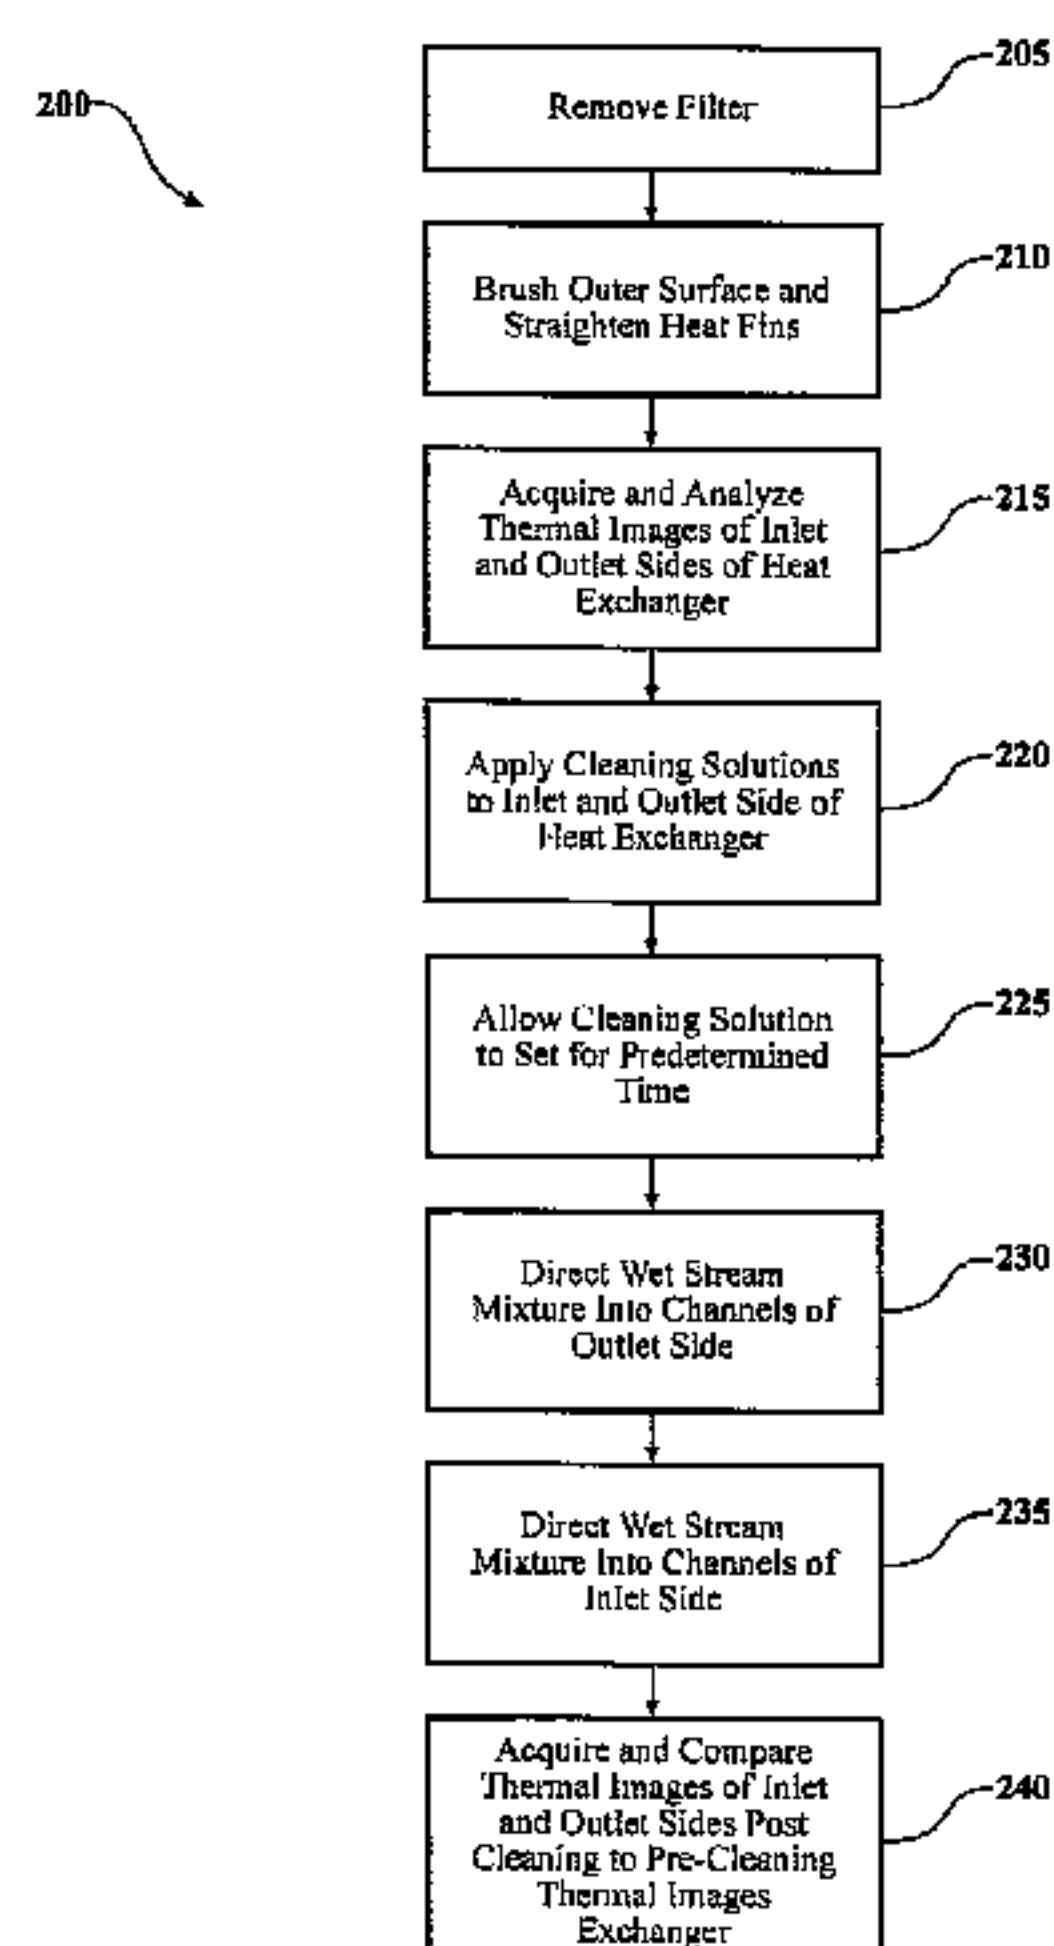 205
200
Remove Filter
210
Brush Outer Surface and
Straighten Heat Fins
215
Acquire and Analyze
Thermal Images of Inlet
and Outlet Sides of Heat
Exchanger
220
Apply Cleaning Solutions
to Inlet and Outlet Side of
Heat Exchanger
225
Allow Cleaning Solution
to Set for Predetermined
Time
230
Direct Wet Stream
Mixture Into Channels of
Outlet Side
235
Direct Wet Stream
Mixture Into Channels of
Inlet Side
240
Acquire and Compare
Thermal Images of Inlet
and Outlet Sides Post
Cleaning to Pre-Cleaning
Thermal Images
Exchanger